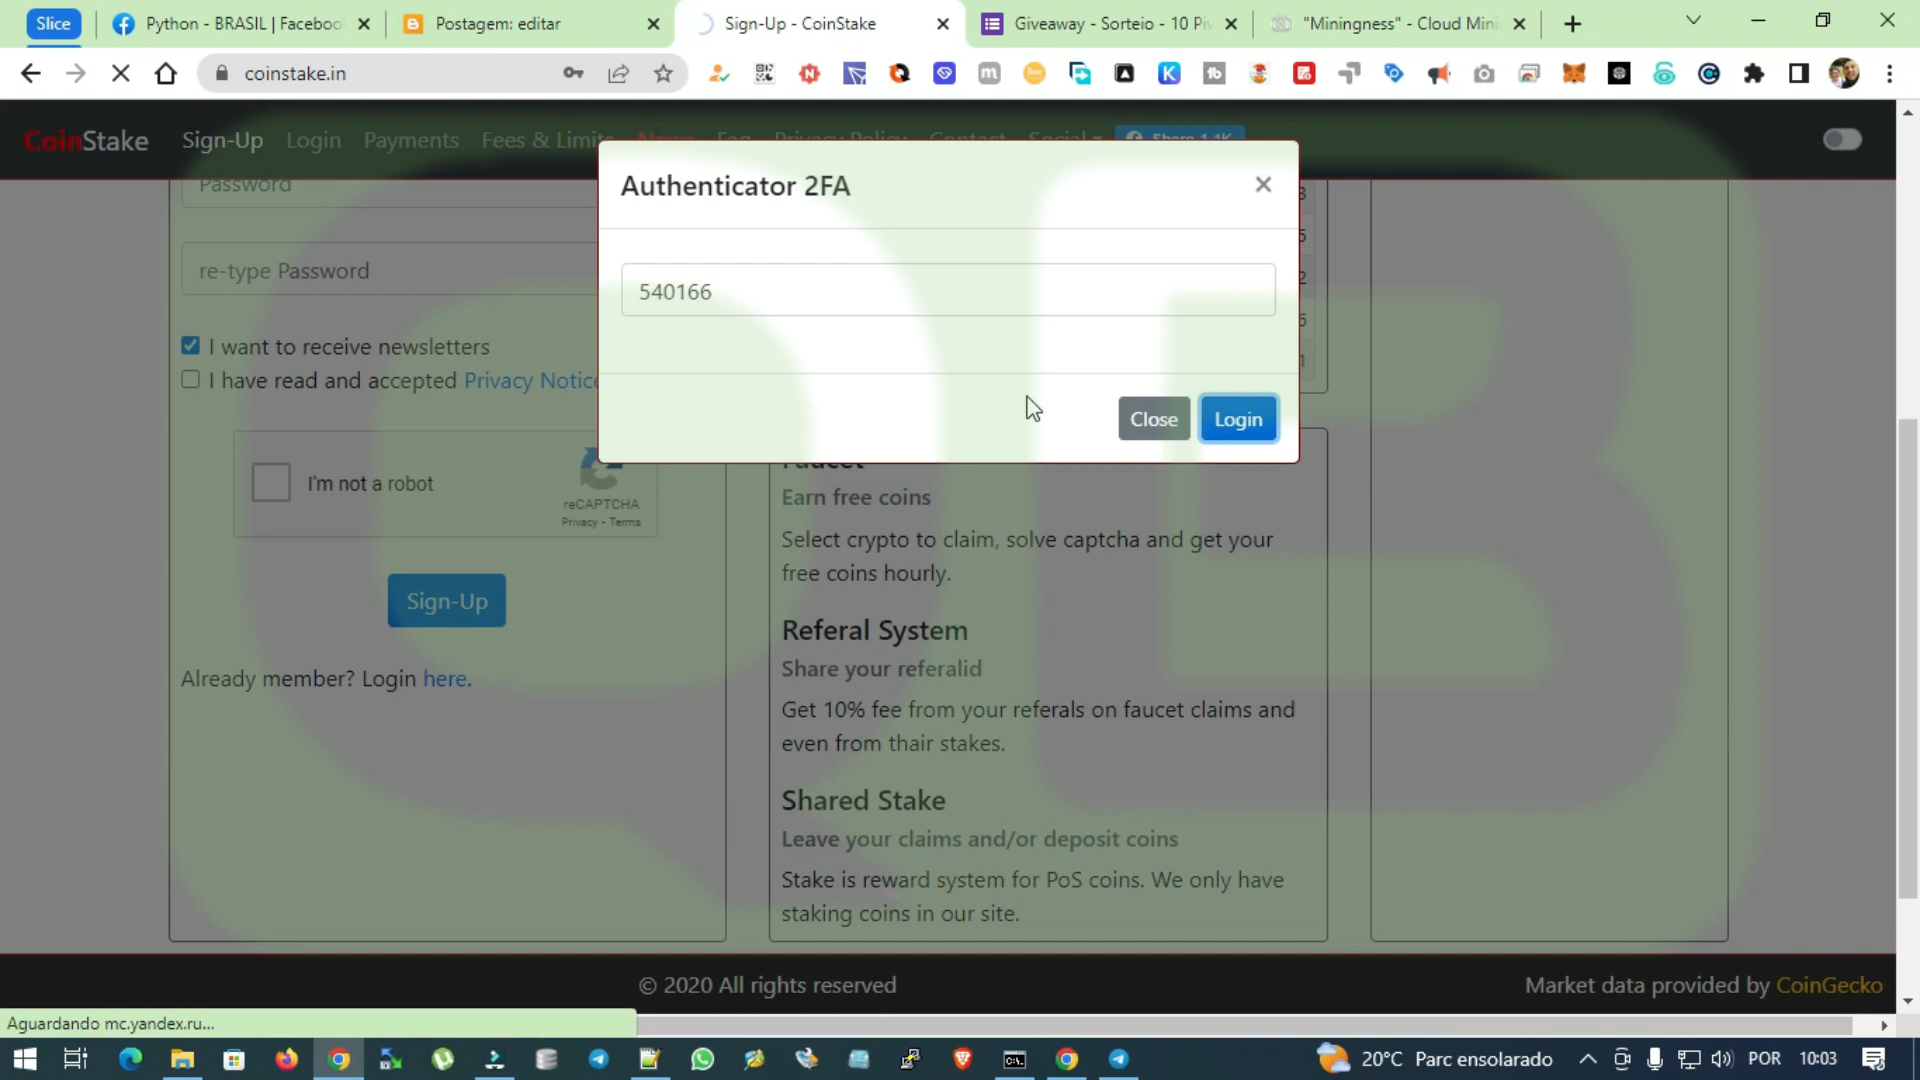 Slice
Python - BRASIL | Faceboo
Postagem: editar
Sign-Up - CoinStake
Giveaway - Sorteio - 10 Pi
"Miningness" - Cloud Mini
coinstake.in
CoinStake
Sign-Up
Login
Payments
Fees & Limits
News
Faq
Privacy Policy
Contact
Social
Share 1.1K
Authenticator 2FA
540166
Close
Login
Password
re-type Password
I want to receive newsletters
I have read and accepted Privacy Notice
I'm not a robot
reCAPTCHA
Privacy - Terms
Sign-Up
Already member? Login here.
Faucet
Earn free coins
Select crypto to claim, solve captcha and get your
free coins hourly.
Referal System
Share your referalid
Get 10% fee from your referals on faucet claims and
even from thair stakes.
Shared Stake
Leave your claims and/or deposit coins
Stake is reward system for PoS coins. We only have
staking coins in our site.
© 2020 All rights reserved
Market data provided by CoinGecko
Aguardando mc.yandex.ru...
20°C Parc ensolarado
POR
10:03